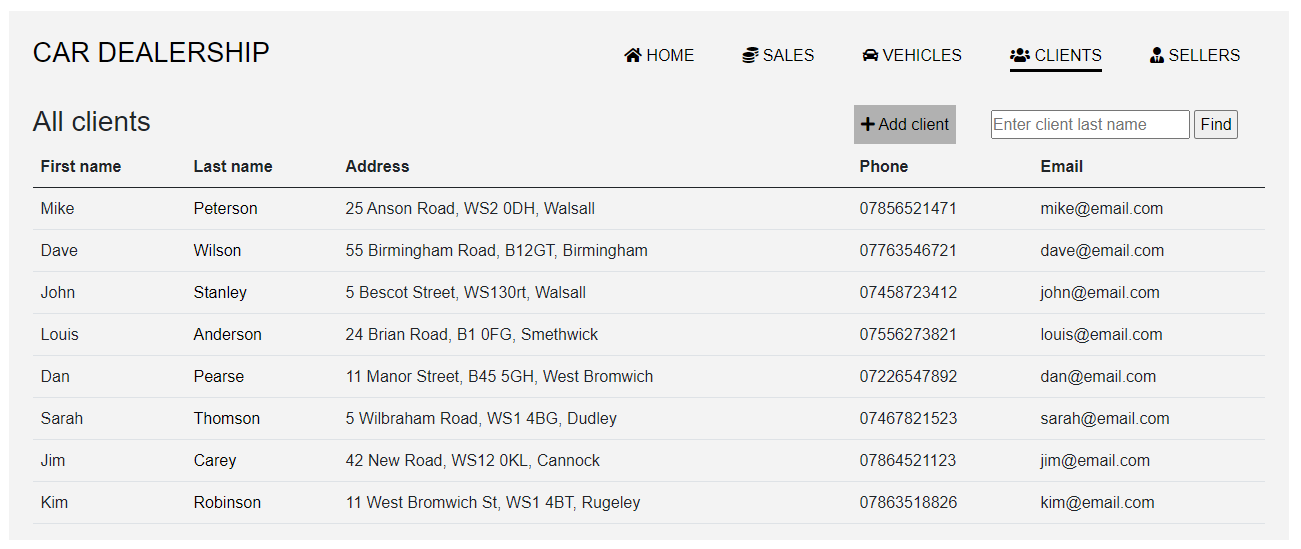 CAR DEALERSHIP HOME SALES VEHICLES CLIENTS SELLERS
All clients Add client Enter client last name Find
First name Last name Address Phone Email
Mike Peterson 25 Anson Road, WS2 0DH, Walsall 07856521471 mike@email.com
Dave Wilson 55 Birmingham Road, B12GT, Birmingham 07763546721 dave@email.com
John Stanley 5 Bescot Street, WS130rt, Walsall 07458723412 john@email.com
Louis Anderson 24 Brian Road, B1 0FG, Smethwick 07556273821 louis@email.com
Dan Pearse 11 Manor Street, B45 5GH, West Bromwich 07226547892 dan@email.com
Sarah Thomson 5 Wilbraham Road, WS1 4BG, Dudley 07467821523 sarah@email.com
Jim Carey 42 New Road, WS12 0KL, Cannock 07864521123 jim@email.com
Kim Robinson 11 West Bromwich St, WS1 4BT, Rugeley 07863518826 kim@email.com